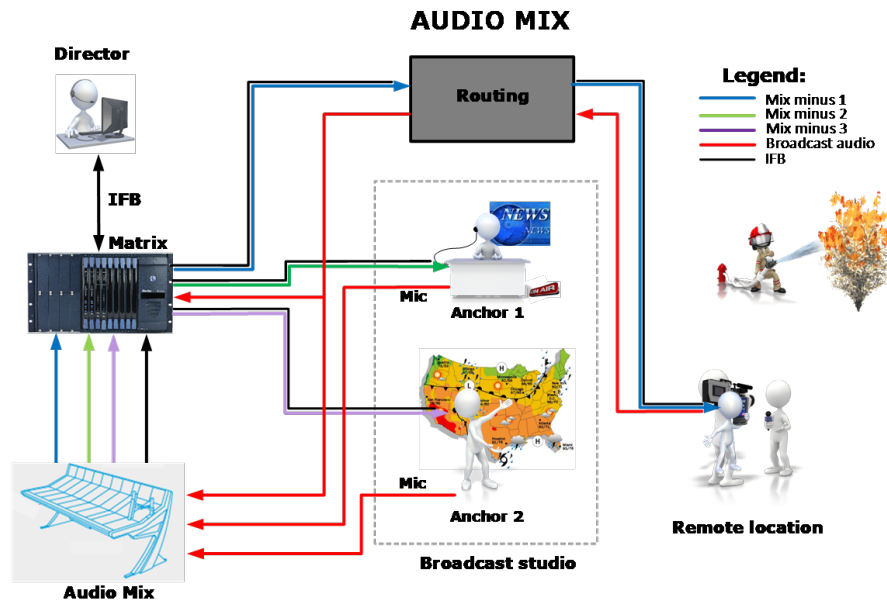 AUDIO MIX
Director
Routing
Legend:
Mix minus 1
Mix minus 2
Mix minus 3
Broadcast audio
IFB
IFB
Matrix
NEWS
NEWS
Mic
ON AIR
Anchor 1
H
L
H
Mic
Anchor 2
Remote location
Broadcast studio
Audio Mix